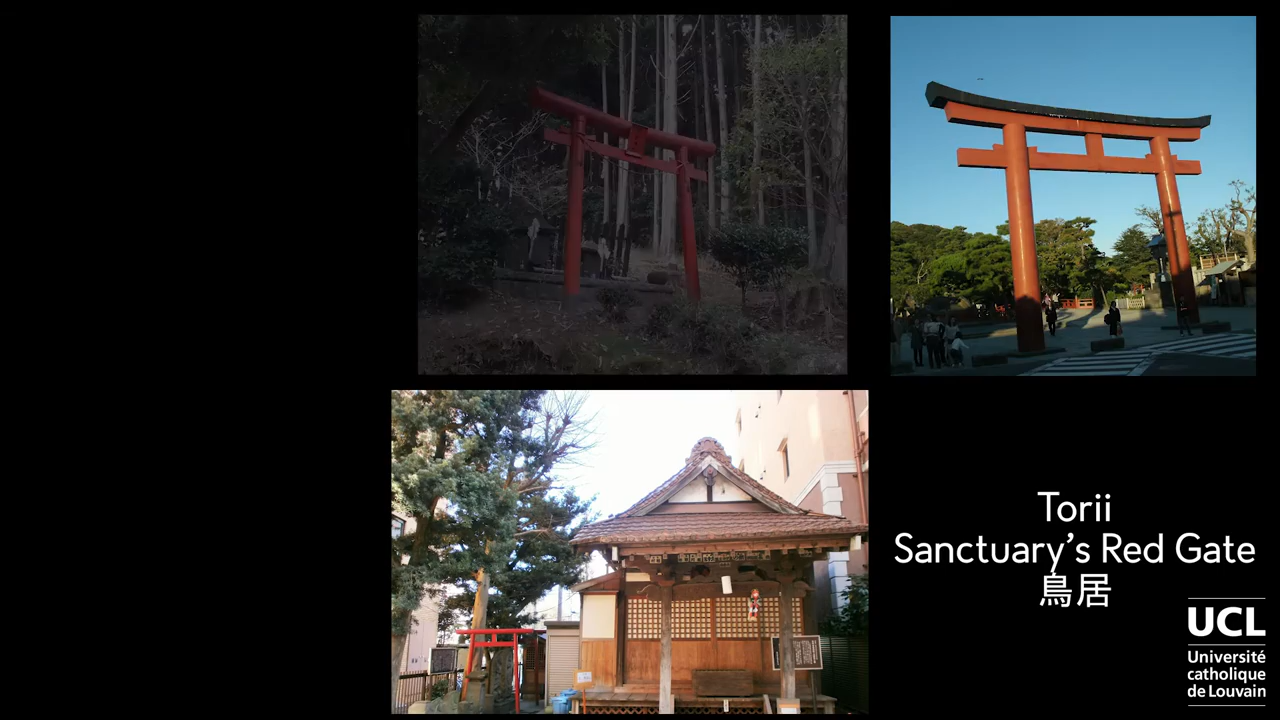 Torii
Sanctuary's Red Gate
鳥居
UCL
Université
catholique
de Louvain